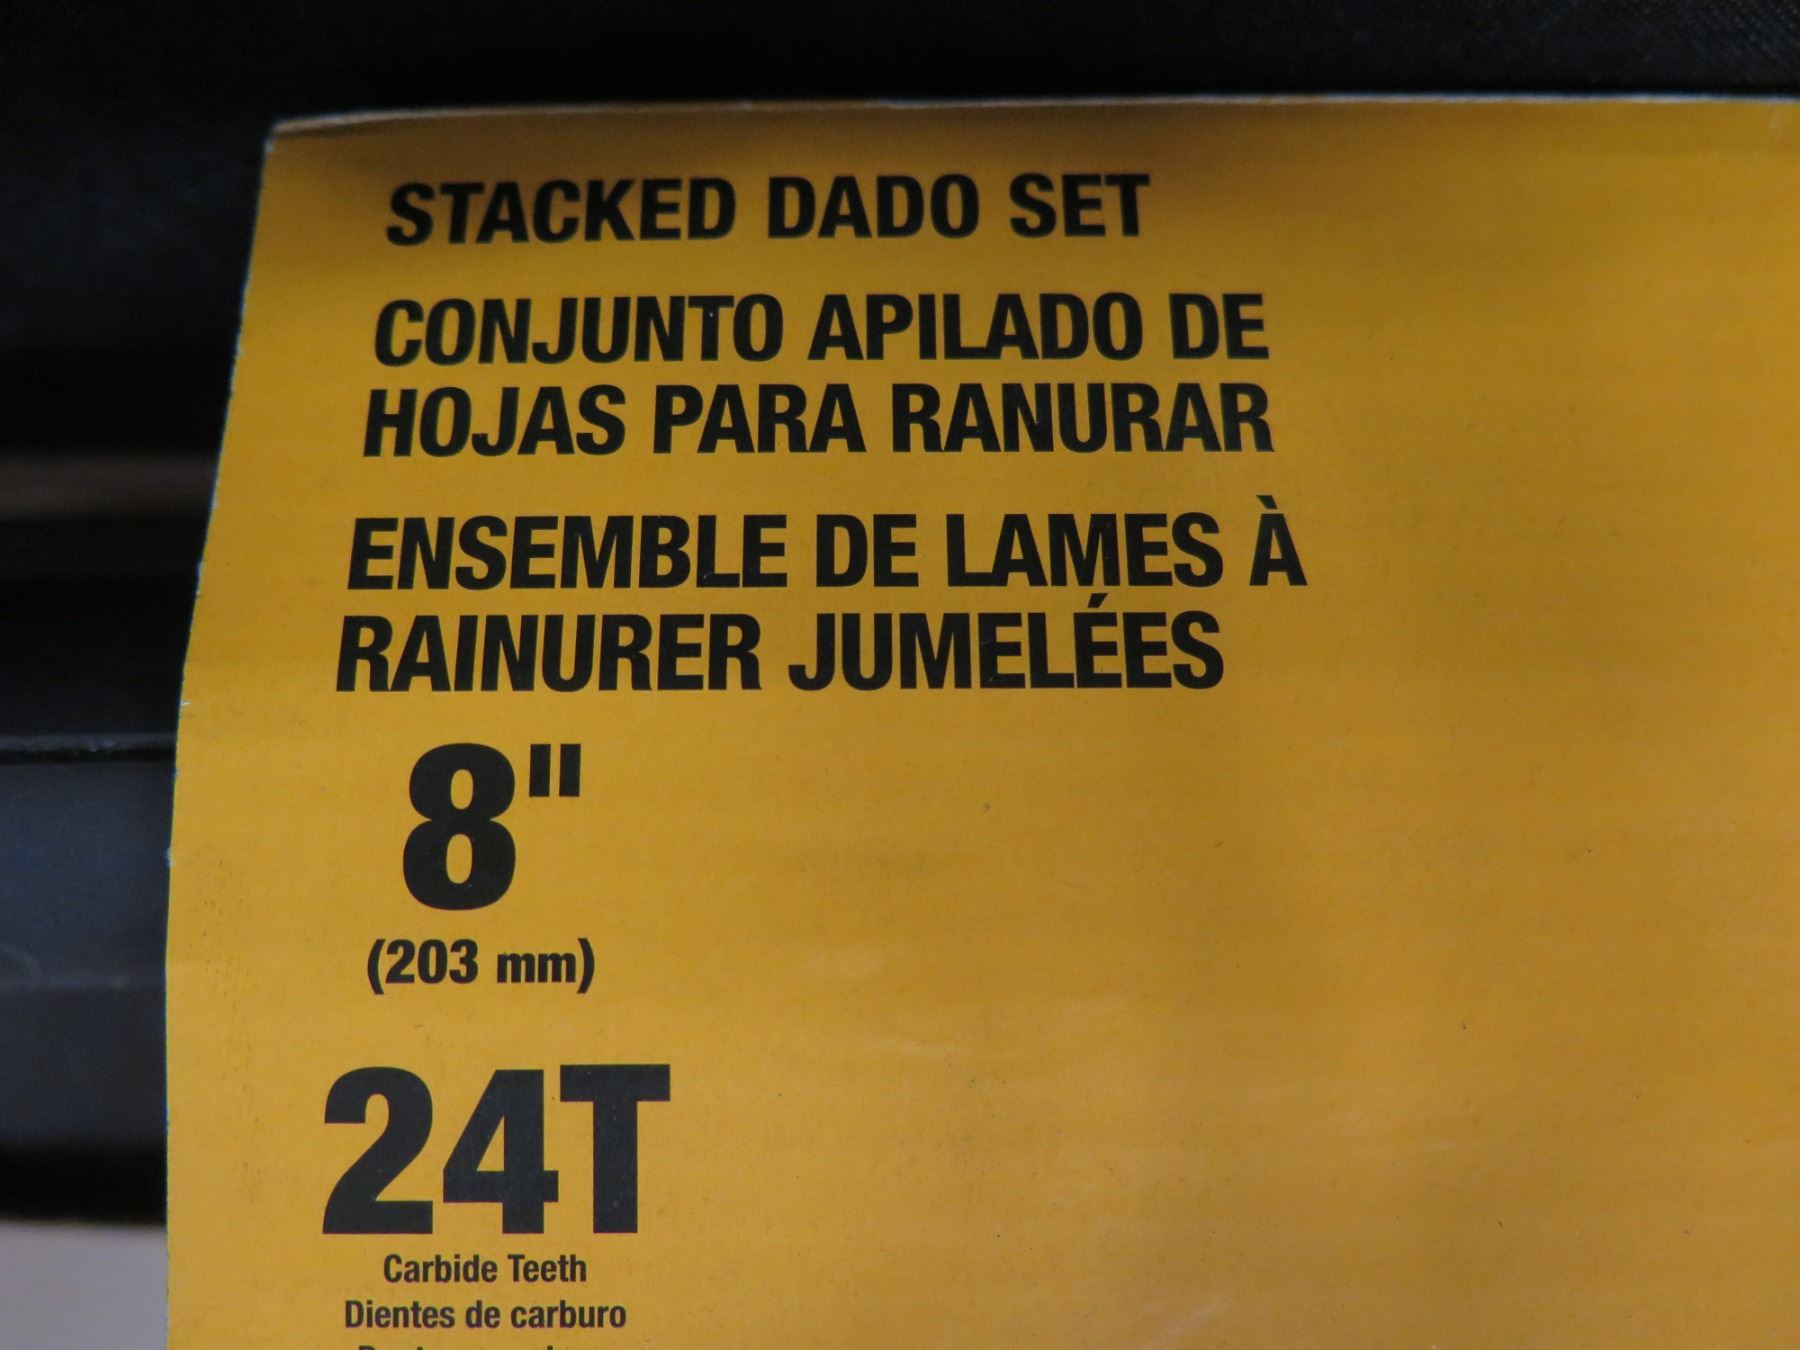 STACKED DADO SET
CONJUNTO APILADO DE
HOJAS PARA RANURAR
ENSEMBLE DE LAMES À
RAINURER JUMELÉES
8"
(203 mm)
24T
Carbide Teeth
Dientes de carburo